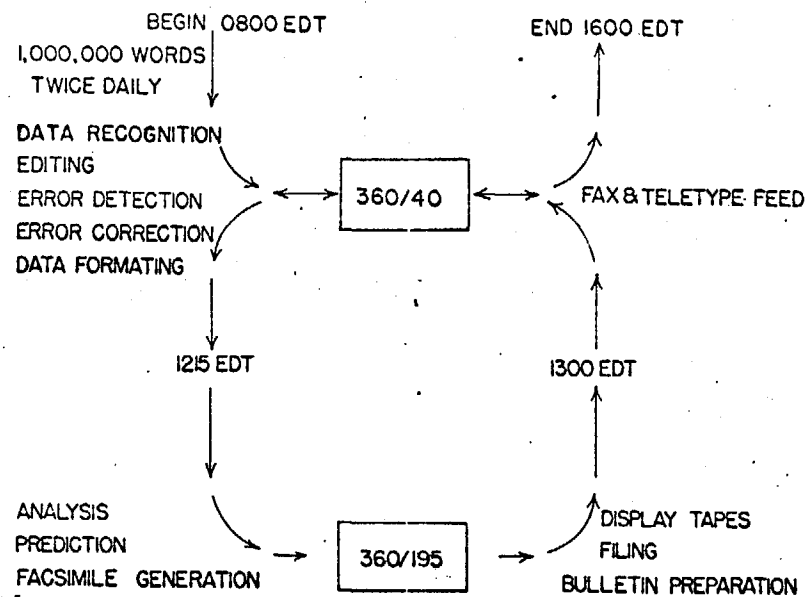 BEGIN 0800 EDT
1,000,000 WORDS
TWICE DAILY
DATA RECOGNITION
EDITING
ERROR DETECTION
ERROR CORRECTION
DATA FORMATING
360/40
END 1600 EDT
FAX & TELETYPE FEED
1215 EDT
1300 EDT
ANALYSIS
PREDICTION
FACSIMILE GENERATION
360/195
DISPLAY TAPES
FILING
BULLETIN PREPARATION